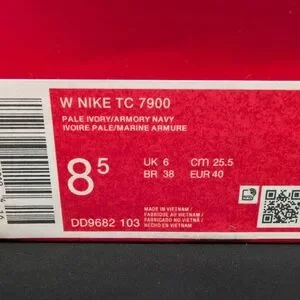 W NIKE TC 7900
PALE IVORY/ARMORY NAVY
IVOIRE PALE/MARINE ARMURE
8 5
UK 6 CM 25.5
BR 38 EUR 40
DD9682 103
MADE IN VIETNAM
FABRIQUE AU VIETNAM
FABRICADO NO VIETNÃ
HECHO EN VIETNAM